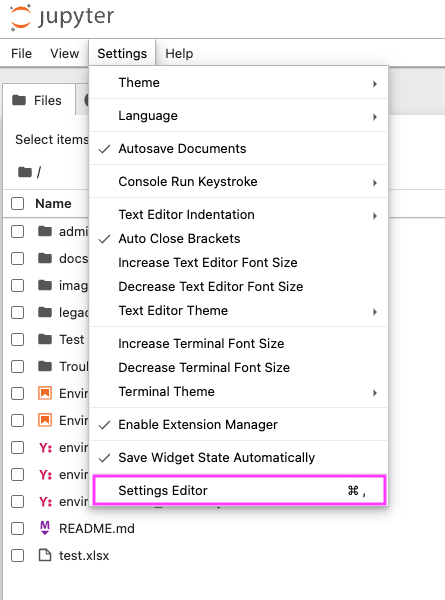 jupyter
File View Settings Help
Files
Select items
/
Name
Theme
Language
Autosave Documents
Console Run Keystroke
Text Editor Indentation
Auto Close Brackets
Increase Text Editor Font Size
Decrease Text Editor Font Size
Text Editor Theme
Increase Terminal Font Size
Decrease Terminal Font Size
Terminal Theme
Enable Extension Manager
Save Widget State Automatically
Settings Editor ⌘ ,
admi
docs
imag
legac
Test
Troul
Envir
Envir
Y: envir
Y: envir
Y: envir
M README.md
test.xlsx